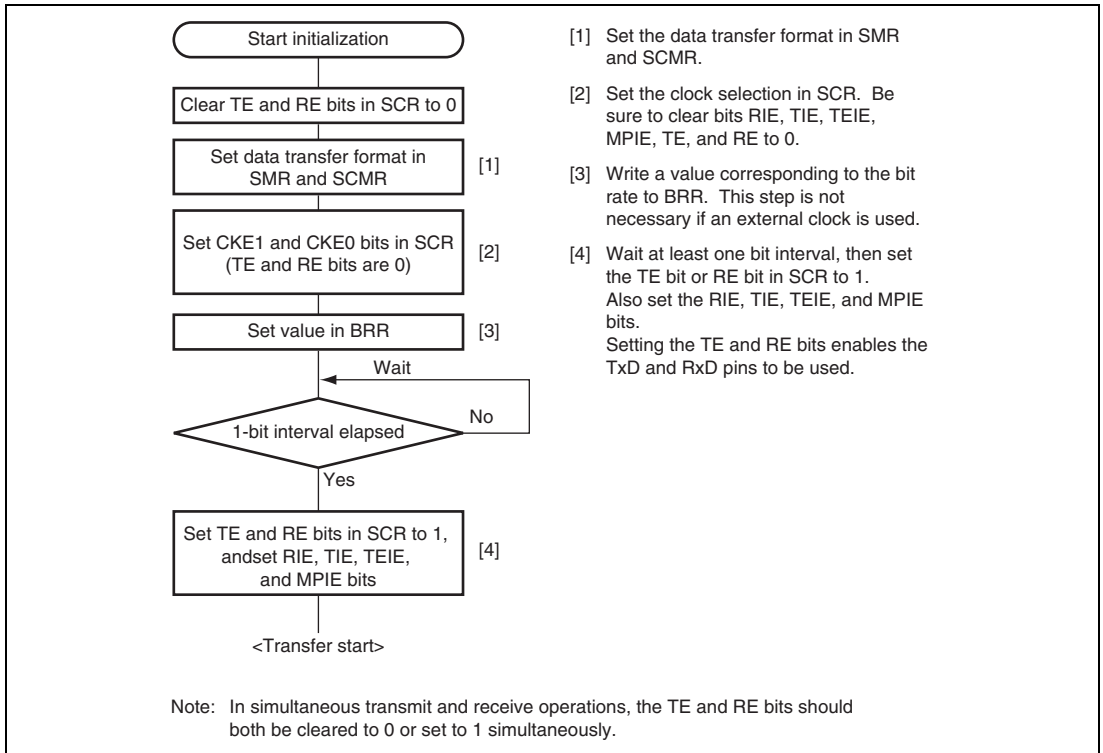 Start initialization
Clear TE and RE bits in SCR to 0
Set data transfer format in
SMR and SCMR
[1]
Set CKE1 and CKE0 bits in SCR
(TE and RE bits are 0)
[2]
Set value in BRR
[3]
Wait
No
1-bit interval elapsed
Yes
Set TE and RE bits in SCR to 1,
andset RIE, TIE, TEIE,
and MPIE bits
[4]
<Transfer start>
[1] Set the data transfer format in SMR
and SCMR.
[2] Set the clock selection in SCR. Be
sure to clear bits RIE, TIE, TEIE,
MPIE, TE, and RE to 0.
[3] Write a value corresponding to the bit
rate to BRR. This step is not
necessary if an external clock is used.
[4] Wait at least one bit interval, then set
the TE bit or RE bit in SCR to 1.
Also set the RIE, TIE, TEIE, and MPIE
bits.
Setting the TE and RE bits enables the
TxD and RxD pins to be used.
Note: In simultaneous transmit and receive operations, the TE and RE bits should
both be cleared to 0 or set to 1 simultaneously.